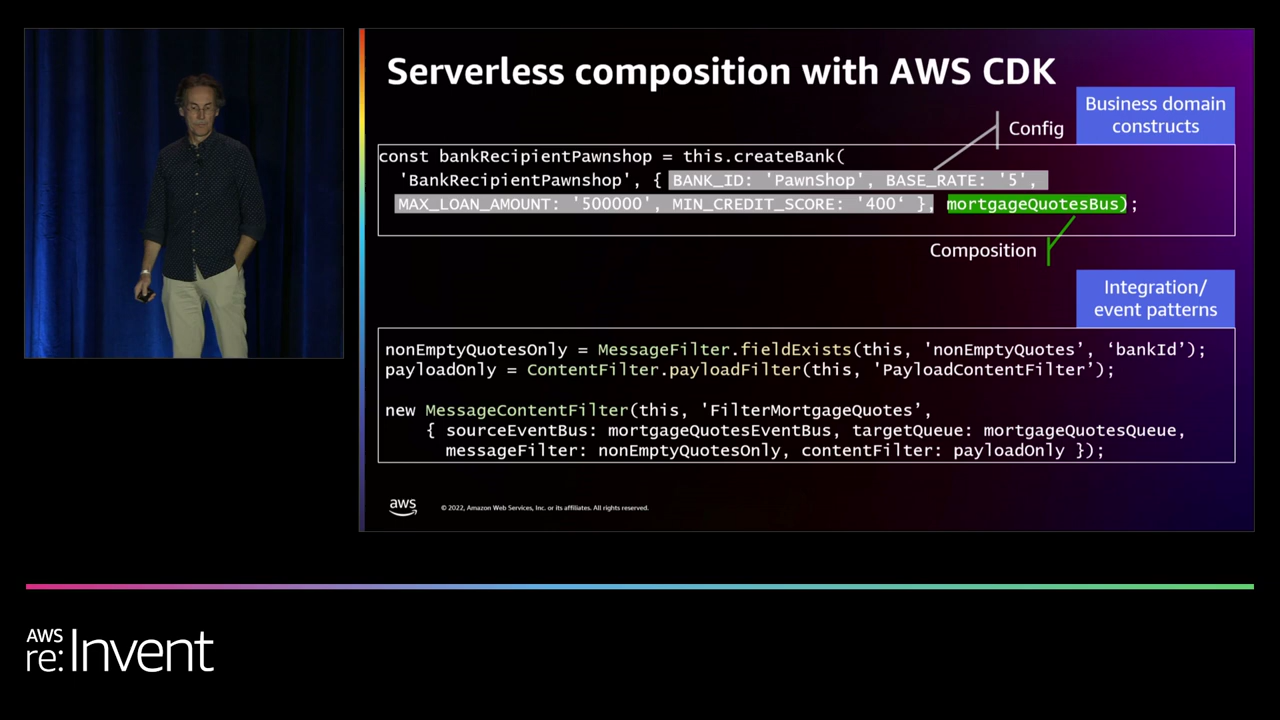 Serverless composition with AWS CDK
Business domain
constructs
Config
const bankRecipientPawnshop = this.createBank(
'BankRecipientPawnshop', { BANK_ID: 'PawnShop', BASE_RATE: '5',
MAX_LOAN_AMOUNT: '500000', MIN_CREDIT_SCORE: '400‘ }, mortgageQuotesBus);
Composition
Integration/
event patterns
nonEmptyQuotesOnly = MessageFilter.fieldExists(this, 'nonEmptyQuotes’, ‘bankId’);
payloadOnly = ContentFilter.payloadFilter(this, 'PayloadContentFilter’);
new MessageContentFilter(this, 'FilterMortgageQuotes’,
{ sourceEventBus: mortgageQuotesEventBus, targetQueue: mortgageQuotesQueue,
messageFilter: nonEmptyQuotesOnly, contentFilter: payloadOnly });
aws
© 2022, Amazon Web Services, Inc. or its affiliates. All rights reserved.
AWS
re:Invent